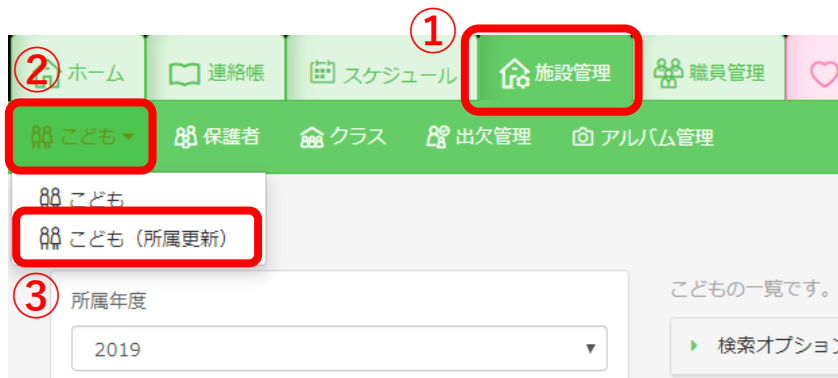 ①
② ホーム 連絡帳 スケジュール 施設管理 職員管理
こども 保護者 クラス 出欠管理 アルバム管理
こども
こども（所属更新）
③ 所属年度
こどもの一覧です。
2019
検索オプション